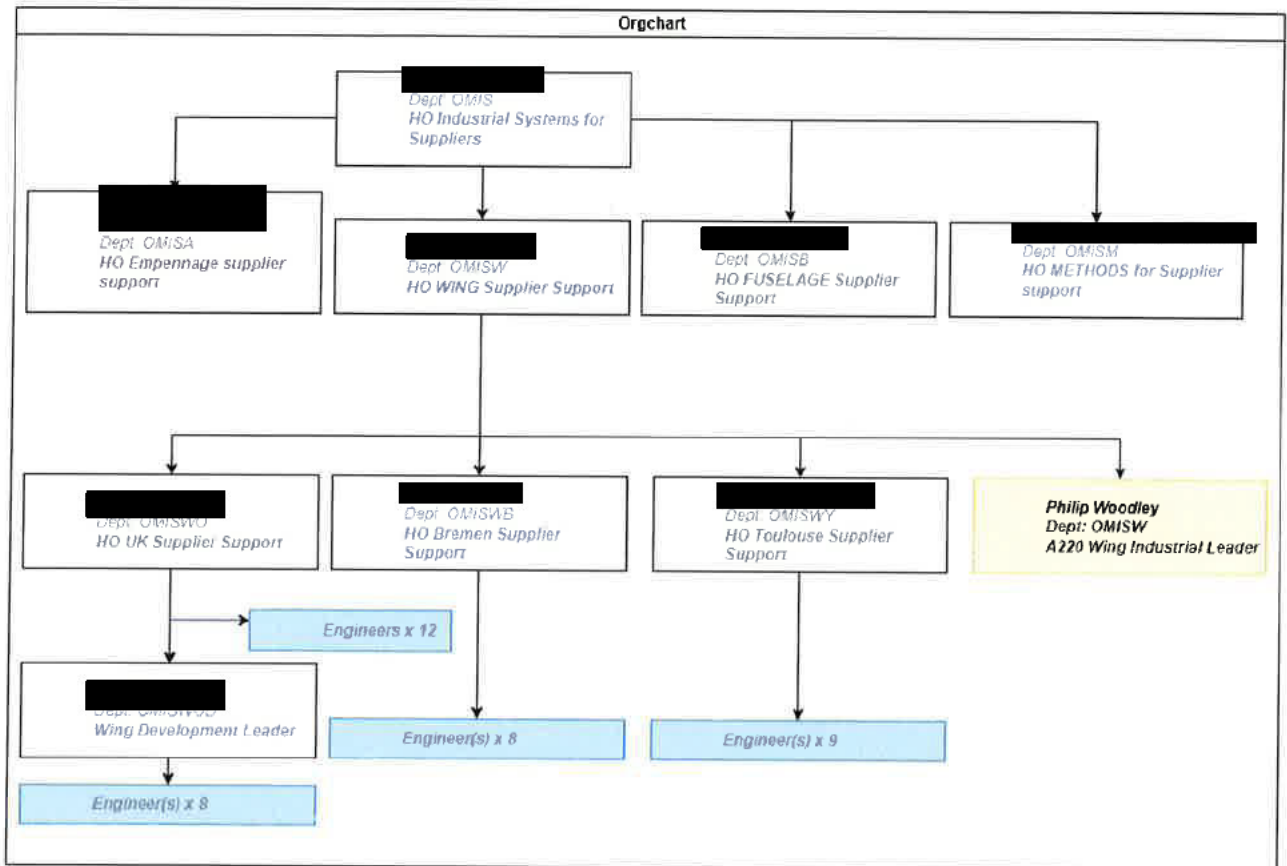 Orgchart
Dept: OMIS
HO Industrial Systems for
Suppliers
Dept: OMISA
HO Empennage supplier
support
Dept: OMISW
HO WING Supplier Support
Dept: OMISB
HO FUSELAGE Supplier
Support
Dept: OMISM
HO METHODS for Supplier
support
Dept: OMISWO
HO UK Supplier Support
Dept: OMISWB
HO Bremen Supplier
Support
Dept: OMISWY
HO Toulouse Supplier
Support
Philip Woodley
Dept: OMISW
A220 Wing Industrial Leader
Engineers x 12
Dept:
Wing Development Leader
Engineer(s) x 8
Engineer(s) x 9
Engineer(s) x 8